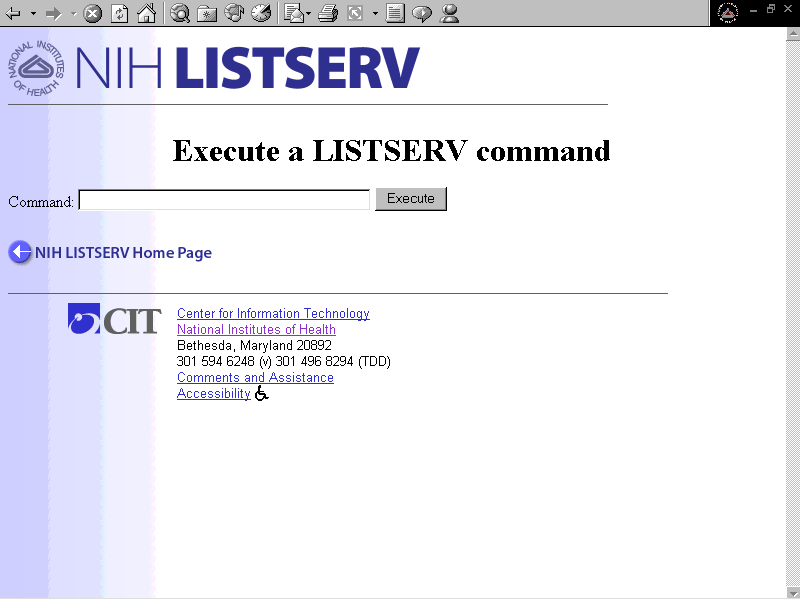 NATIONAL INSTITUTES OF HEALTH
NIH LISTSERV
Execute a LISTSERV command
Command:
Execute
NIH LISTSERV Home Page
CIT
Center for Information Technology
National Institutes of Health
Bethesda, Maryland 20892
301 594 6248 (v) 301 496 8294 (TDD)
Comments and Assistance
Accessibility